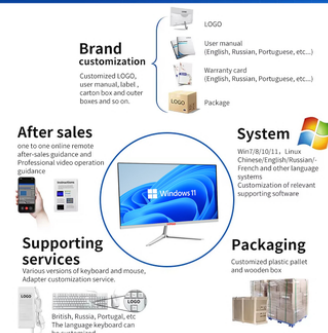 LOGO
User manual
(English, Russian, Portuguese, etc...)
Warranty card
(English, Russian, Portuguese, etc...)
LOGO
Package
Brand
customization
Customized LOGO,
user manual, label,
carton box and outer
boxes and so on.
After sales
one to one online remote
after-sales guidance and
Professional video operation
guidance
System
Win7/8/10/11, Linux
Chinese/English/Russian/-
French and other language
systems
Customization of relevant
supporting software
Windows 11
Supporting
services
Various versions of keyboard and mouse,
Adapter customization service.
LOGO
British, Russia, Portugal, etc
The language keyboard can
be customized
Packaging
Customized plastic pallet
and wooden box